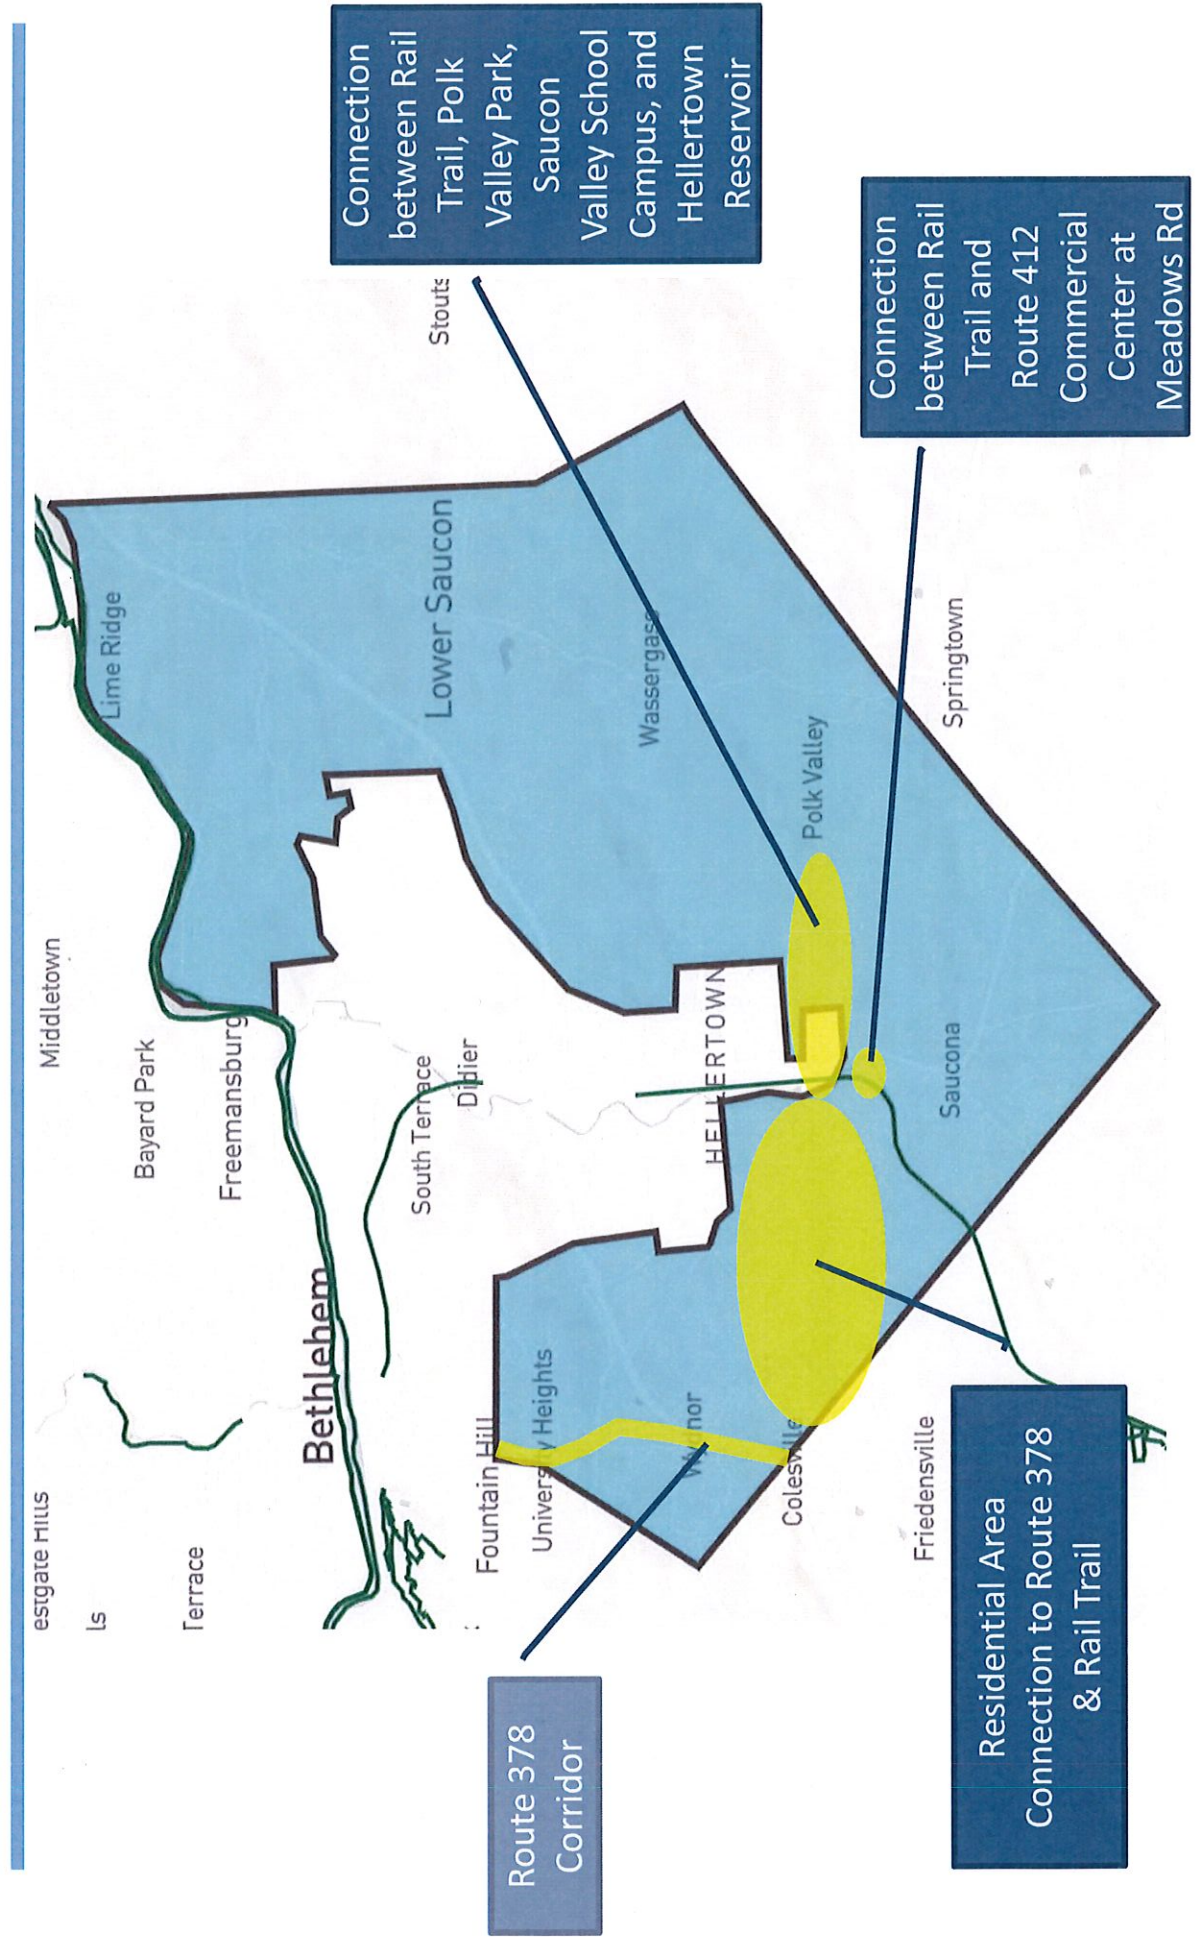 estgate Hills
Middletown
ls
Lime Ridge
Bayard Park
Terrace
Freemansburg
Bethlehem
Connection
between Rail
Trail, Polk
Valley Park,
Saucon
Valley School
Campus, and
Hellertown
Reservoir
South Terrace
Stouts
Lower Saucon
Didier
Fountain Hill
Route 378
Corridor
University Heights
Wassergass
HELLERTOWN
Colesville
Polk Valley
Connection
between Rail
Trail and
Route 412
Commercial
Center at
Meadows Rd
Friedensville
Saucona
Springtown
Residential Area
Connection to Route 378
& Rail Trail